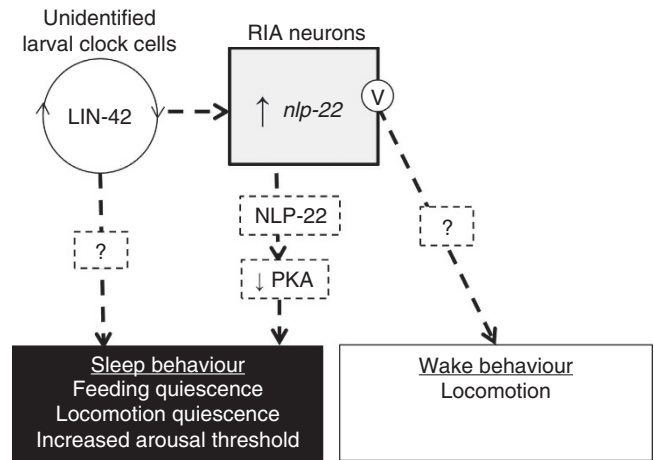 Unidentified
larval clock cells
RIA neurons
LIN-42
↑ nlp-22
V
NLP-22
?
?
↓ PKA
Sleep behaviour
Feeding quiescence
Locomotion quiescence
Increased arousal threshold
Wake behaviour
Locomotion